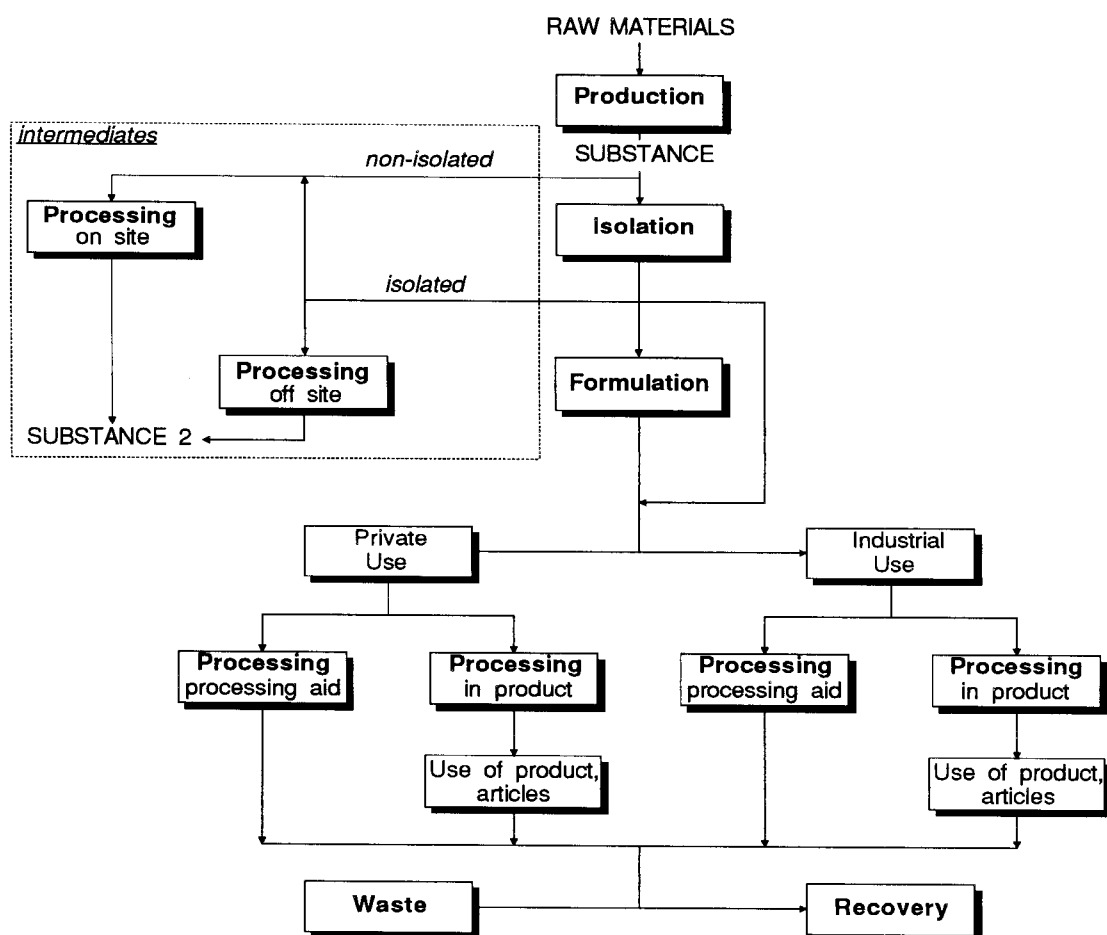 RAW MATERIALS
Production
SUBSTANCE
intermediates
non-isolated
Processing
on site
Isolation
isolated
Processing
off site
Formulation
SUBSTANCE 2
Private
Use
Industrial
Use
Processing
processing aid
Processing
in product
Processing
processing aid
Processing
in product
Use of product,
articles
Use of product,
articles
Waste
Recovery